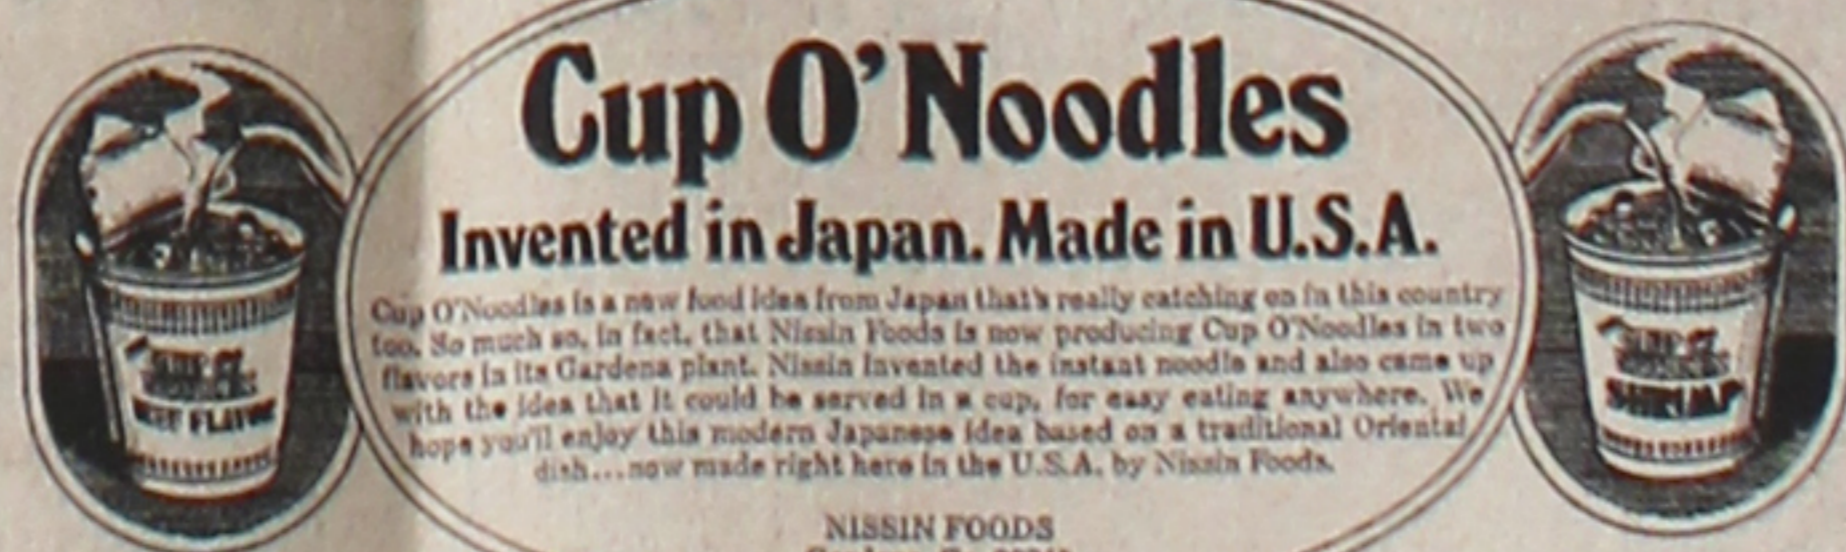 Cup O'Noodles
Invented in Japan. Made in U.S.A.
Cup O'Noodles is a new food idea from Japan that's really catching on in this country
too. So much so, in fact, that Nissin Foods is now producing Cup O'Noodles in two
flavors in its Gardena plant. Nissin invented the instant noodle and also came up
with the idea that it could be served in a cup, for easy eating anywhere. We
hope you'll enjoy this modern Japanese idea based on a traditional Oriental
dish...now made right here in the U.S.A. by Nissin Foods.
NISSIN FOODS
BEEF FLAVOR
SHRIMP